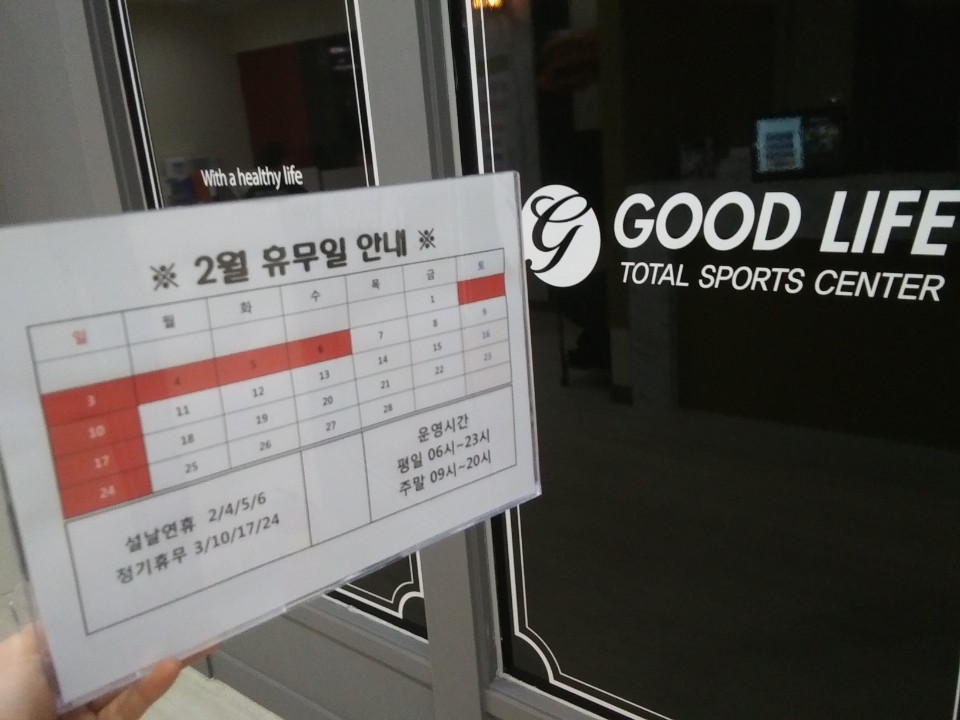 With a healthy life
GOOD LIFE
TOTAL SPORTS CENTER
※ 2월 휴무일 안내 ※
일 월 화 수 목 금 토
1
3 4 5 6 7 8 9
10 11 12 13 14 15 16
17 18 19 20 21 22 23
24 25 26 27 28
설날연휴 2/4/5/6
정기휴무 3/10/17/24
운영시간
평일 06시~23시
주말 09시~20시